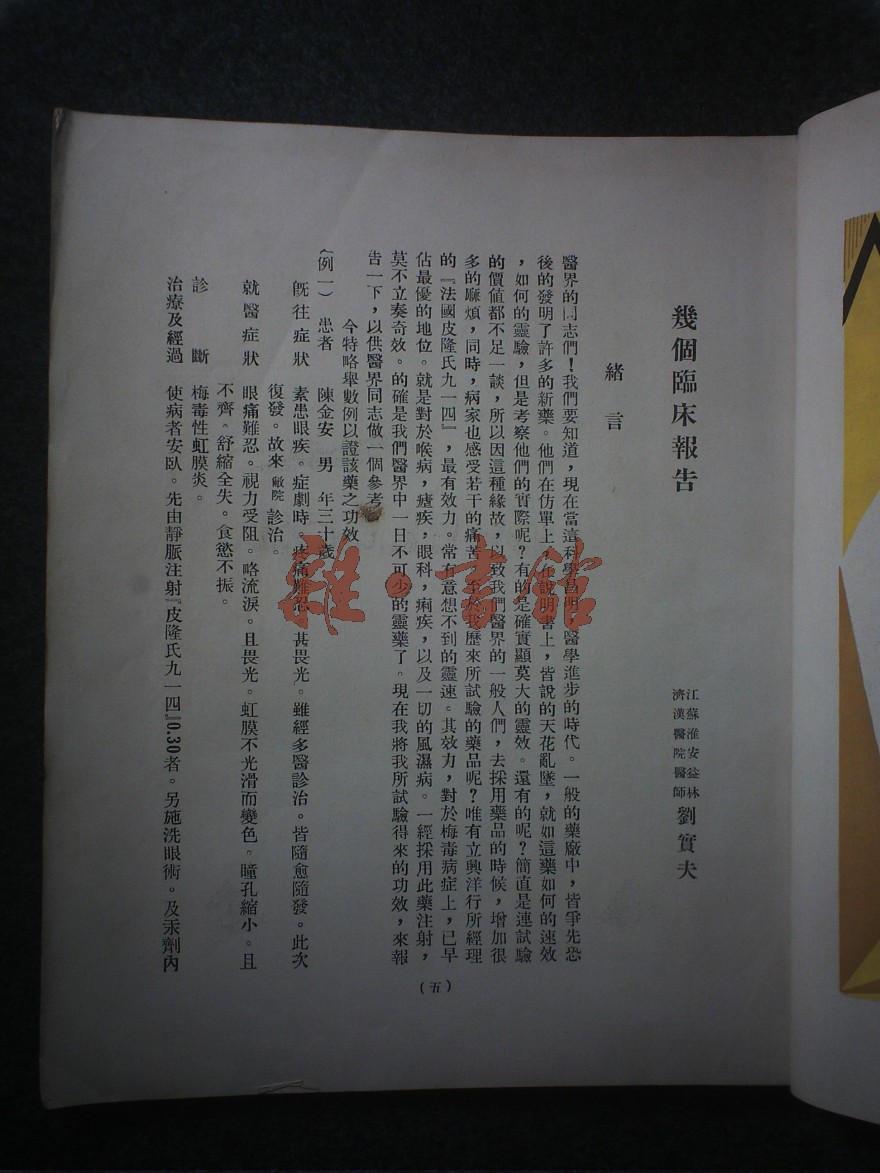 幾個臨床報告
江蘇淮安益林
濟漢醫院醫師
劉實夫
緒言
醫界的同志們！我們要知道，現在當這科學昌明，醫學進步的時代。一般的藥廠中，皆爭先恐
後的發明了許多的新藥。他們在仿單上，在說明書上，皆說的天花亂墜，就如這藥如何的速效
，如何的靈驗，但是考察他們的實際呢？有的是確實顯莫大的靈效。還有的呢？簡直是連試驗
的價値都不足一談，所以因這種緣故，以致我們醫界的一般人們，去採用藥品的時候，增加很
多的麻煩，同時，病家也感受若干的痛苦。至於我歷來所試驗的藥品呢？唯有立興洋行所經理
的『法國皮隆氏九一四』，最有效力。常有意想不到的靈速。其效力，對於梅毒病症上，已早
佔最優的地位。就是對於喉病，瘧疾，眼科，痢疾，以及一切的風濕病。一經採用此藥注射，
莫不立奏奇效。的確是我們醫界中一日不可少的靈藥了。現在我將我所試驗得來的功效，來報
告一下，以供醫界同志做一個參考
今特略舉數例以證該藥之功效
（例一）患者　陳金安　男　年三十歲
既往症狀　素患眼疾。症劇時。疼痛難忍。甚畏光。雖經多醫診治。皆隨愈隨發。此次
復發。故來敝院診治。
就醫症狀　眼痛難忍。視力受阻。略流淚。且畏光。虹膜不光滑而變色。瞳孔縮小。且
不齊。舒縮全失。食慾不振。
診斷　梅毒性虹膜炎。
治療及經過　使病者安臥。先由靜脈注射『皮隆氏九一四』0.30者。另施洗眼術。及汞劑內
（五）
雜·書館